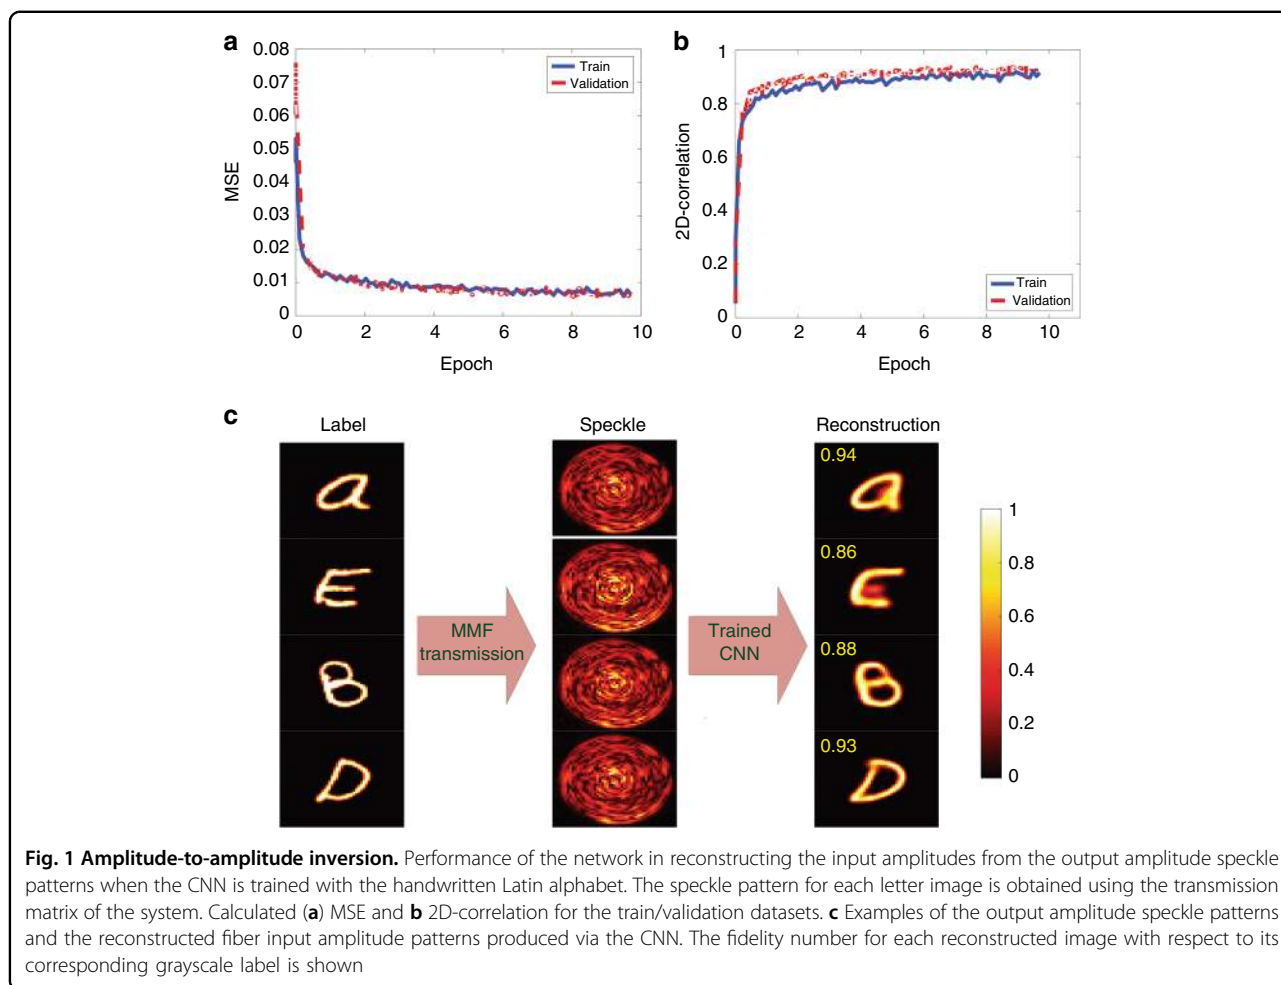 a
0.08
0.07
0.06
0.05
0.04
0.03
0.02
0.01
0
MSE
0 2 4 6 8 10
Epoch
Train
Validation
b
1
0.8
0.6
0.4
0.2
0
2D-correlation
0 2 4 6 8 10
Epoch
Train
Validation
c
Label Speckle Reconstruction
a
E
B
D
MMF
transmission
Trained
CNN
0.94
0.86
0.88
0.93
1
0.8
0.6
0.4
0.2
0
Fig. 1 Amplitude-to-amplitude inversion. Performance of the network in reconstructing the input amplitudes from the output amplitude speckle
patterns when the CNN is trained with the handwritten Latin alphabet. The speckle pattern for each letter image is obtained using the transmission
matrix of the system. Calculated (a) MSE and b 2D-correlation for the train/validation datasets. c Examples of the output amplitude speckle patterns
and the reconstructed fiber input amplitude patterns produced via the CNN. The fidelity number for each reconstructed image with respect to its
corresponding grayscale label is shown